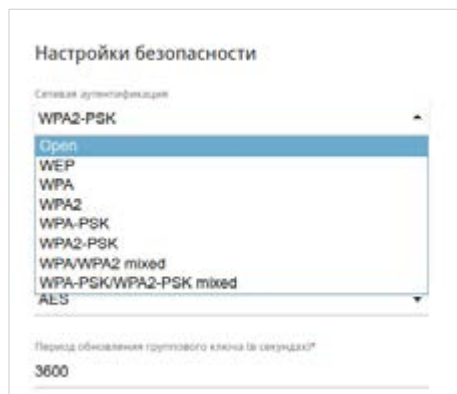 Настройки безопасности
Сетевая аутентификация
WPA2-PSK
Open
WEP
WPA
WPA2
WPA-PSK
WPA2-PSK
WPA/WPA2 mixed
WPA-PSK/WPA2-PSK mixed
AES
Период обновления группового ключа (в секундах)*
3600